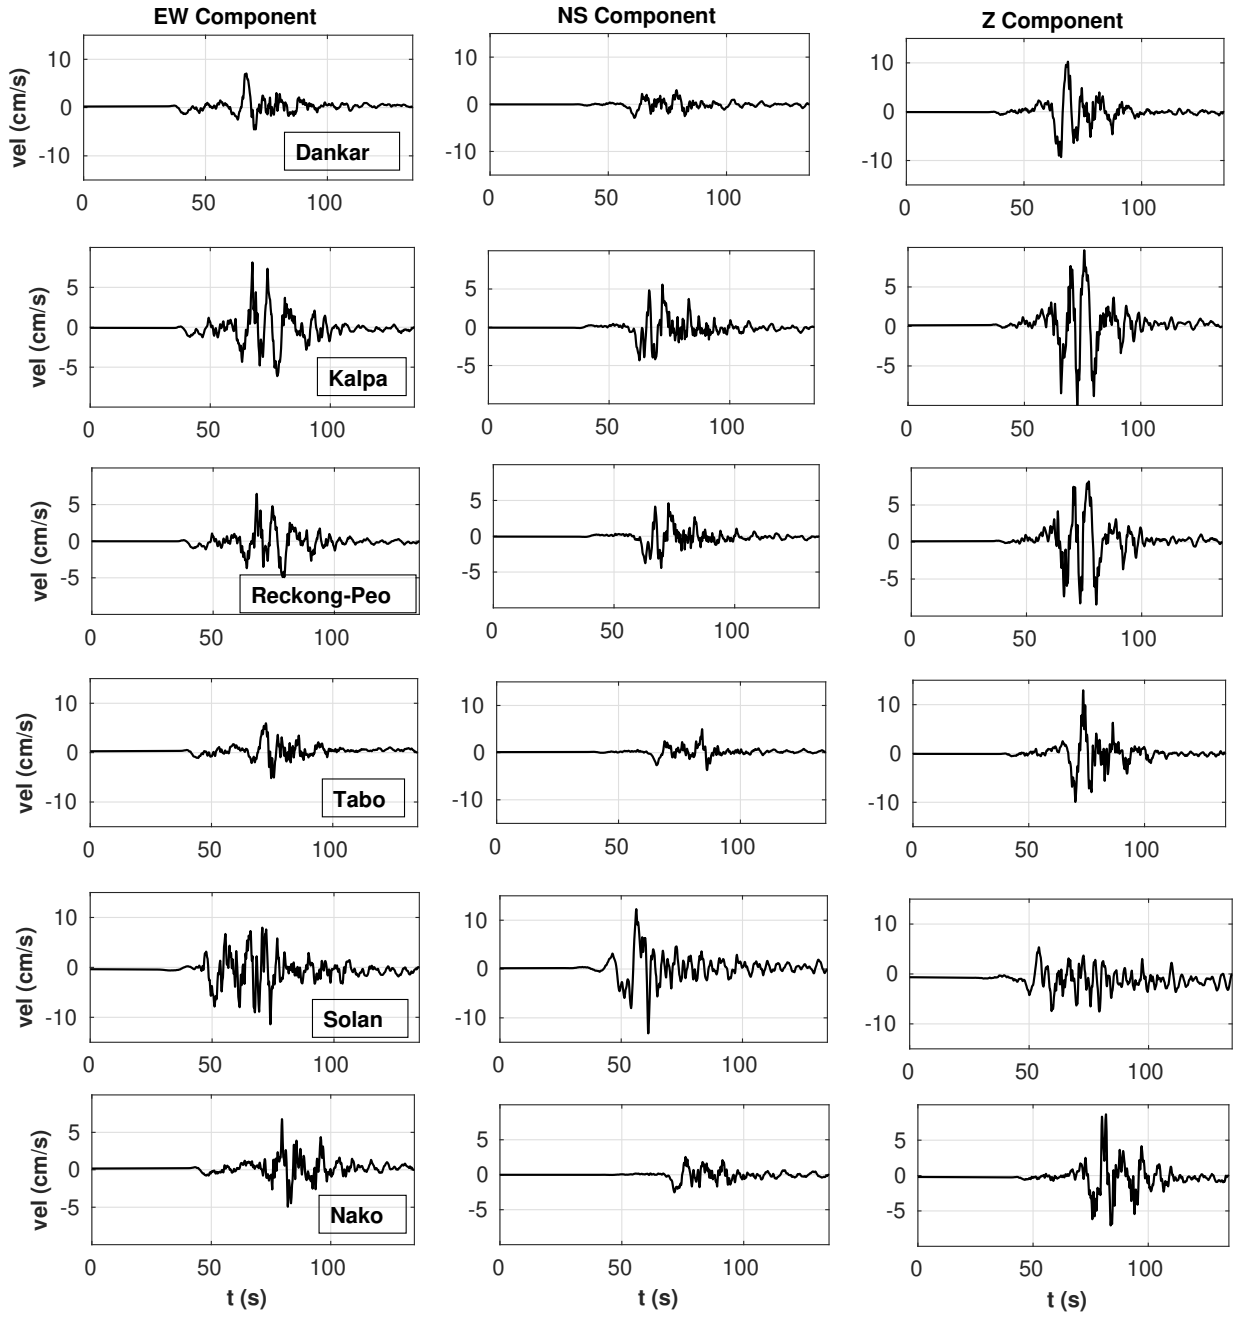 EW Component NS Component Z Component
vel (cm/s) 10 0 -10 Dankar 0 50 100
10 0 -10 0 50 100
10 0 -10 0 50 100
vel (cm/s) 5 0 -5 Kalpa 0 50 100
5 0 -5 0 50 100
5 0 -5 0 50 100
vel (cm/s) 5 0 -5 Reckong-Peo 0 50 100
5 0 -5 0 50 100
5 0 -5 0 50 100
vel (cm/s) 10 0 -10 Tabo 0 50 100
10 0 -10 0 50 100
10 0 -10 0 50 100
vel (cm/s) 10 0 -10 Solan 0 50 100
10 0 -10 0 50 100
10 0 -10 0 50 100
vel (cm/s) 5 0 -5 Nako 0 50 100
5 0 -5 0 50 100
5 0 -5 0 50 100
t (s) t (s) t (s)